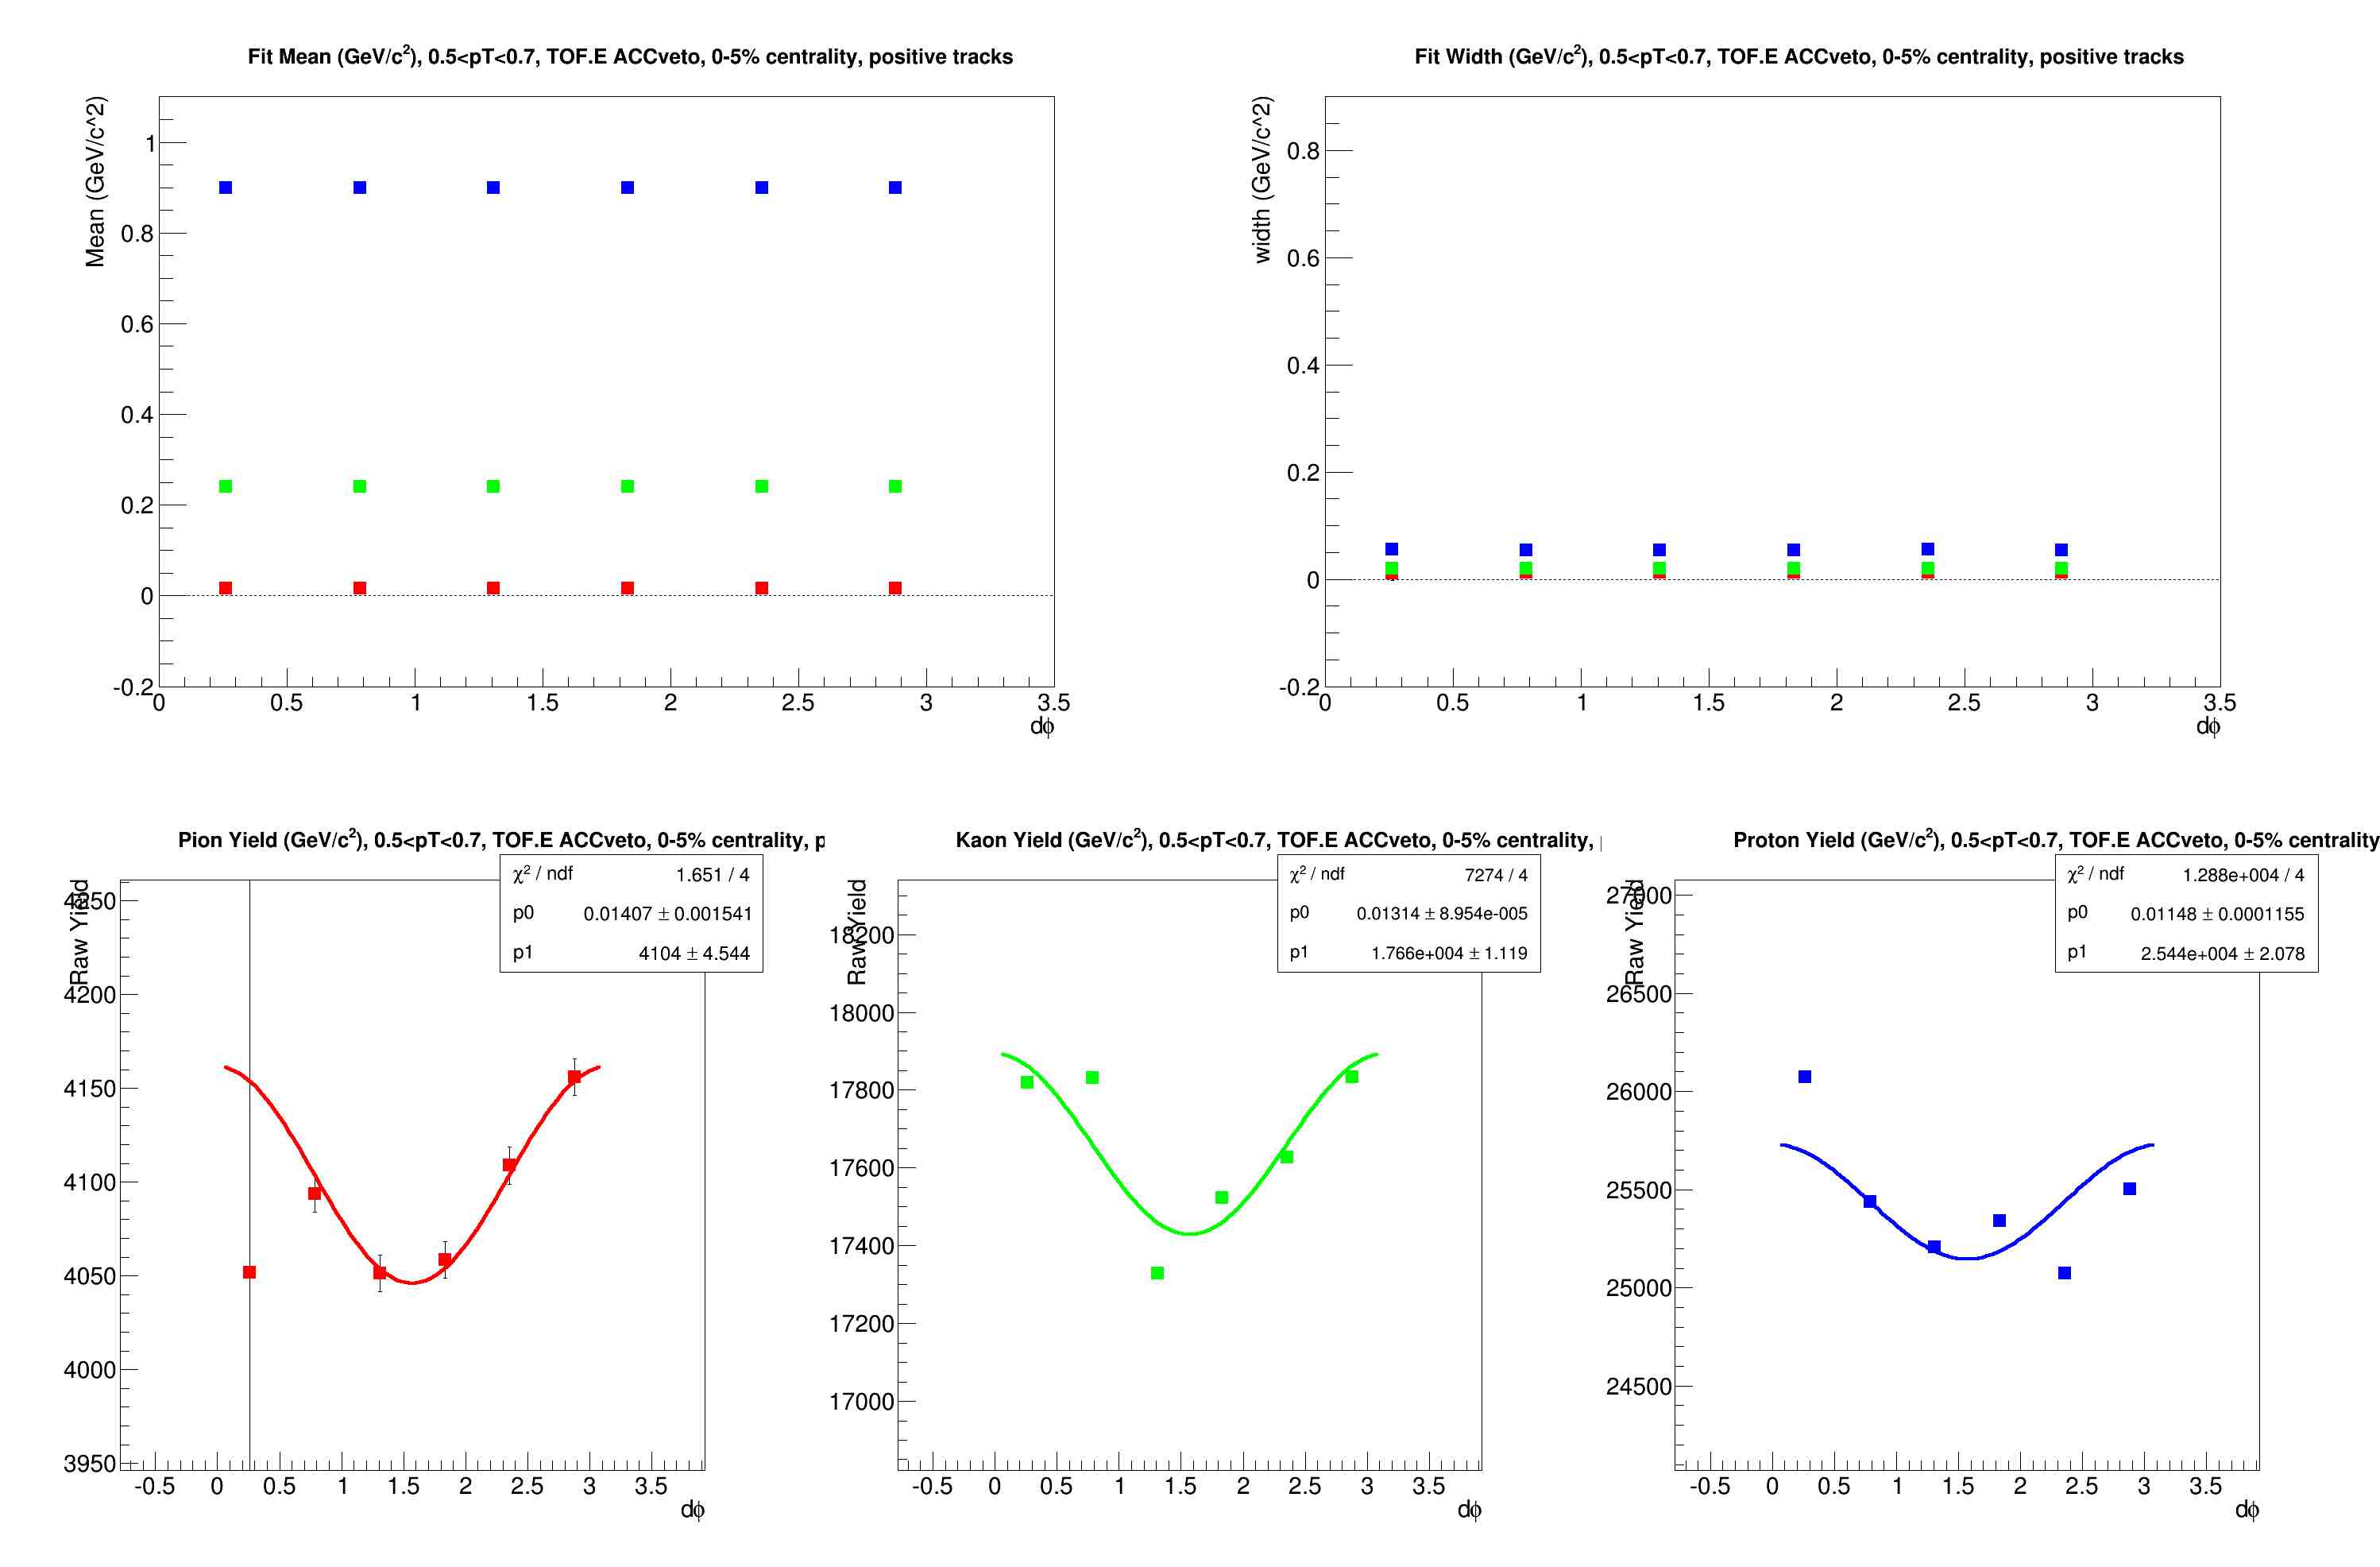 Fit Mean (GeV/c²), 0.5<pT<0.7, TOF.E ACCveto, 0-5% centrality, positive tracks
Mean (GeV/c^2)
1
0.8
0.6
0.4
0.2
0
-0.2
0 0.5 1 1.5 2 2.5 3 3.5
dφ
Fit Width (GeV/c²), 0.5<pT<0.7, TOF.E ACCveto, 0-5% centrality, positive tracks
width (GeV/c^2)
0.8
0.6
0.4
0.2
0
-0.2
0 0.5 1 1.5 2 2.5 3 3.5
dφ
Pion Yield (GeV/c²), 0.5<pT<0.7, TOF.E ACCveto, 0-5% centrality, p
χ² / ndf 1.651 / 4
p0 0.01407 ± 0.001541
p1 4104 ± 4.544
Raw Yield
4250
4200
4150
4100
4050
4000
3950
-0.5 0 0.5 1 1.5 2 2.5 3 3.5
dφ
Kaon Yield (GeV/c²), 0.5<pT<0.7, TOF.E ACCveto, 0-5% centrality,
χ² / ndf 7274 / 4
p0 0.01314 ± 8.954e-005
p1 1.766e+004 ± 1.119
Raw Yield
18200
18000
17800
17600
17400
17200
17000
-0.5 0 0.5 1 1.5 2 2.5 3 3.5
dφ
Proton Yield (GeV/c²), 0.5<pT<0.7, TOF.E ACCveto, 0-5% centrality
χ² / ndf 1.288e+004 / 4
p0 0.01148 ± 0.0001155
p1 2.544e+004 ± 2.078
Raw Yield
27000
26500
26000
25500
25000
24500
-0.5 0 0.5 1 1.5 2 2.5 3 3.5
dφ